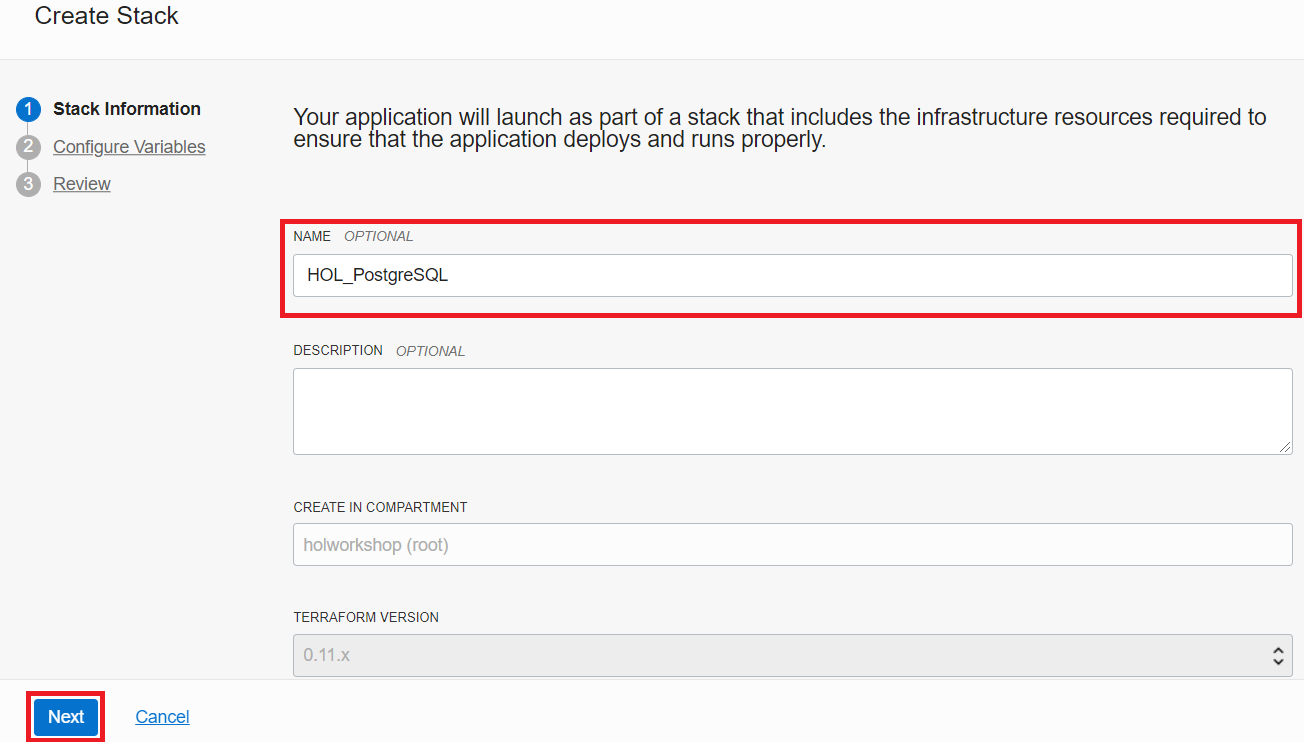 Create Stack
1 Stack Information
2 Configure Variables
3 Review
Your application will launch as part of a stack that includes the infrastructure resources required to
ensure that the application deploys and runs properly.
NAME OPTIONAL
HOL_PostgreSQL
DESCRIPTION OPTIONAL
CREATE IN COMPARTMENT
holworkshop (root)
TERRAFORM VERSION
0.11.x
Next Cancel